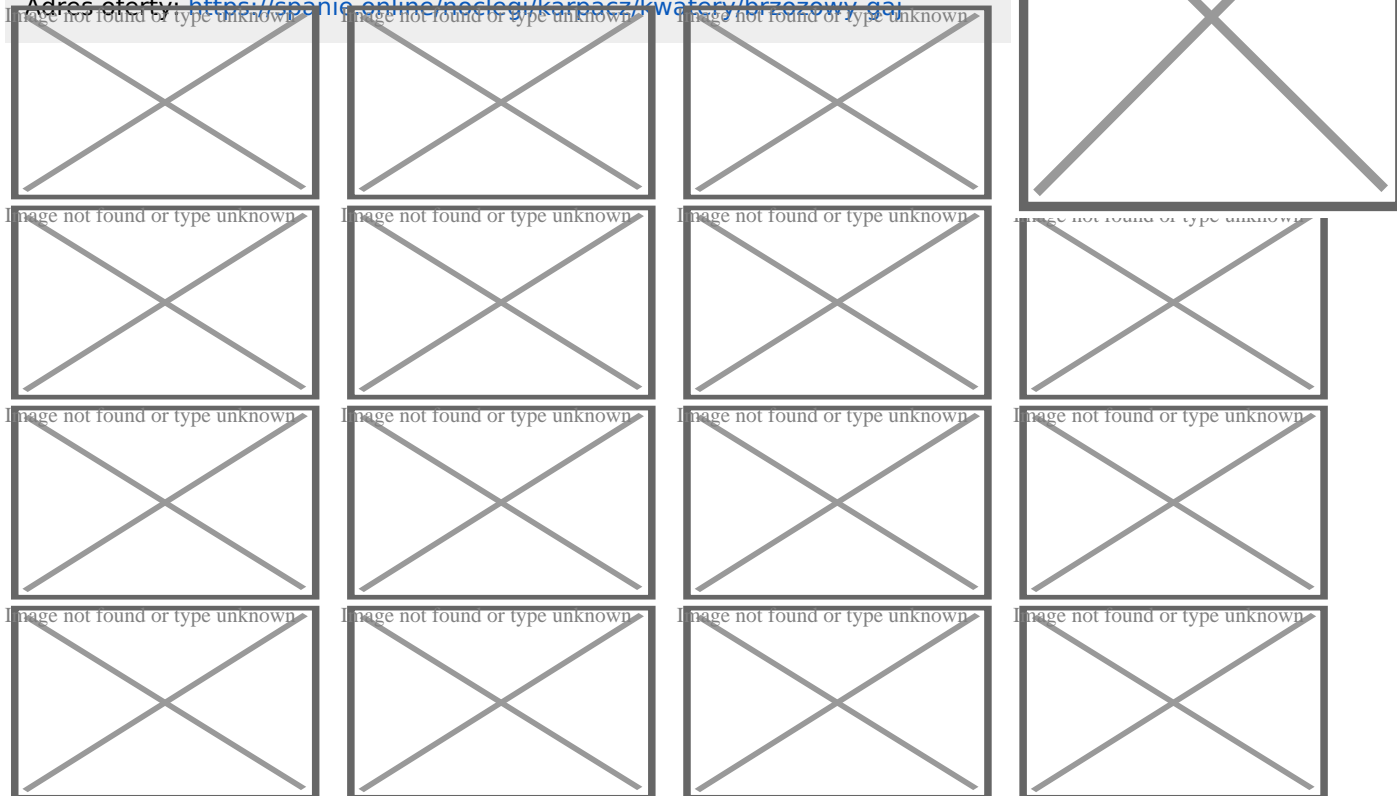 Adres oferty: https://spanie.online/noclegi/karpacz/kwatery/brzozowy_gaj
Image not found or type unknown Image not found or type unknown Image not found or type unknown
Image not found or type unknown Image not found or type unknown Image not found or type unknown Image not found or type unknown
Image not found or type unknown Image not found or type unknown Image not found or type unknown Image not found or type unknown
Image not found or type unknown Image not found or type unknown Image not found or type unknown Image not found or type unknown